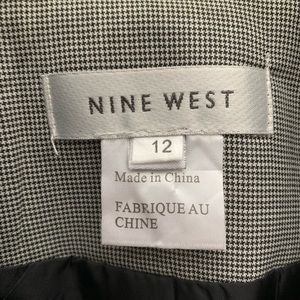 NINE WEST
12
Made in China
FABRIQUE AU
CHINE